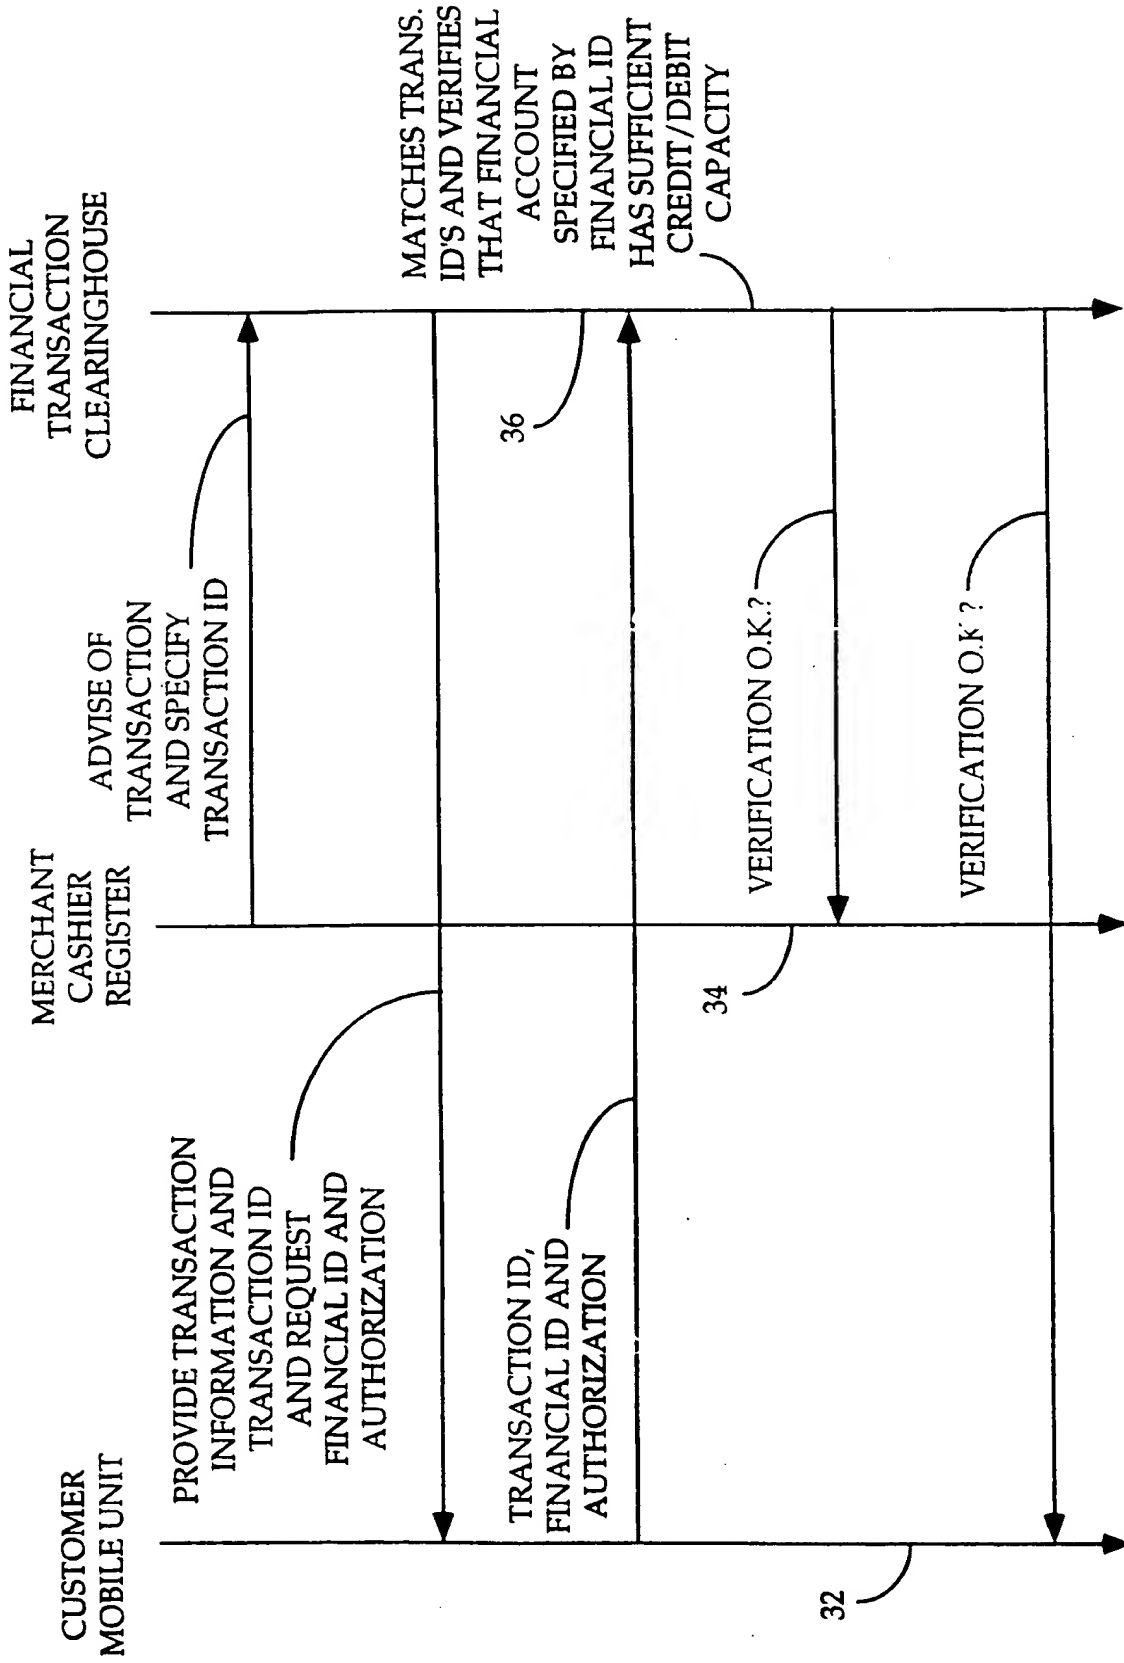 CUSTOMER
MOBILE UNIT
MERCHANT
CASHIER
REGISTER
FINANCIAL
TRANSACTION
CLEARINGHOUSE
ADVISE OF
TRANSACTION
AND SPECIFY
TRANSACTION ID
PROVIDE TRANSACTION
INFORMATION AND
TRANSACTION ID
AND REQUEST
FINANCIAL ID AND
AUTHORIZATION
TRANSACTION ID,
FINANCIAL ID AND
AUTHORIZATION
36
MATCHES TRANS.
ID'S AND VERIFIES
THAT FINANCIAL
ACCOUNT
SPECIFIED BY
FINANCIAL ID
HAS SUFFICIENT
CREDIT/DEBIT
CAPACITY
34
VERIFICATION O.K.?
32
VERIFICATION O.K ?